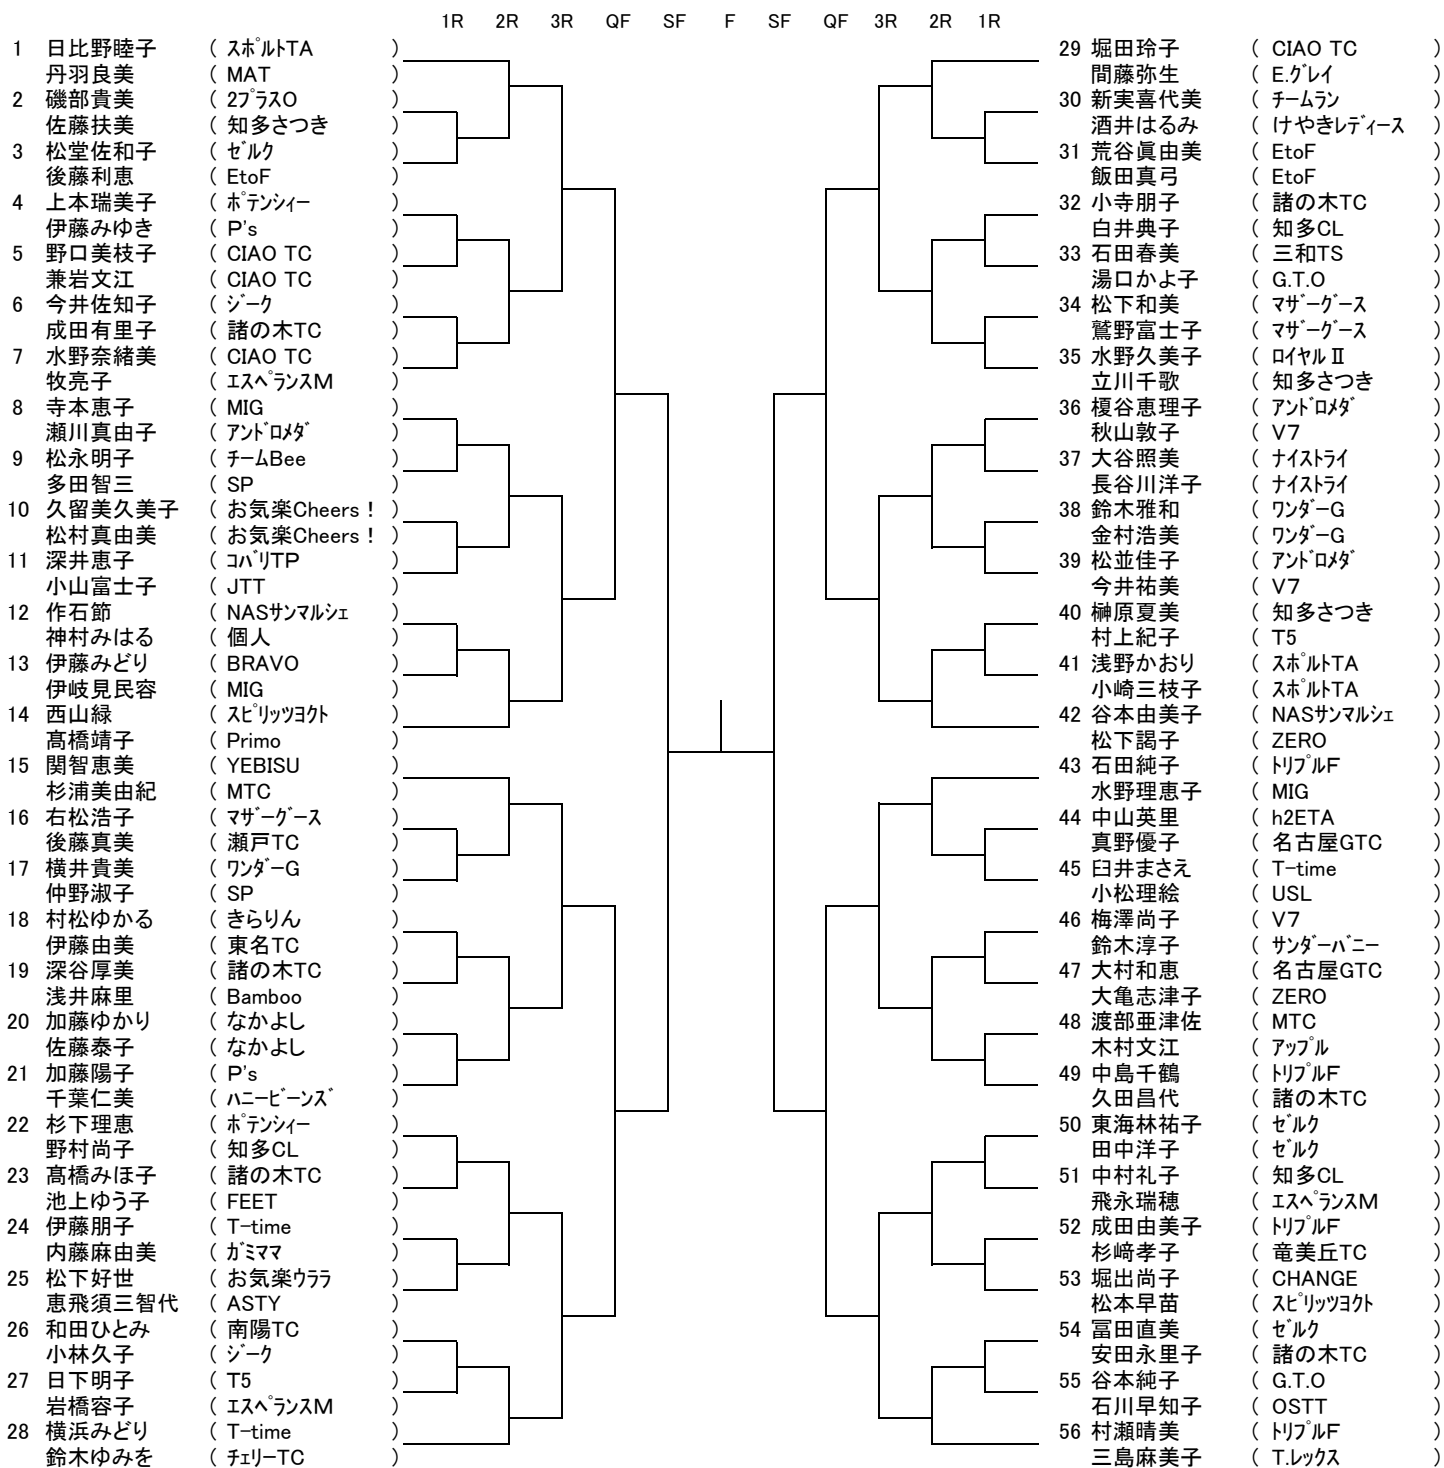 1R 2R 3R QF SF F SF QF 3R 2R 1R
1 日比野睦子 ( ｽﾎﾟﾙﾄTA )
丹羽良美 ( MAT )
2 磯部貴美 ( 2ﾌﾟﾗｽO )
佐藤扶美 ( 知多さつき )
3 松堂佐和子 ( ｾﾞﾙｸ )
後藤利恵 ( EtoF )
4 上本瑞美子 ( ﾎﾟﾃﾝｼｨｰ )
伊藤みゆき ( P's )
5 野口美枝子 ( CIAO TC )
兼岩文江 ( CIAO TC )
6 今井佐知子 ( ｼﾞｰｸ )
成田有里子 ( 諸の木TC )
7 水野奈緒美 ( CIAO TC )
牧亮子 ( ｴｽﾍﾟﾗﾝｽM )
8 寺本恵子 ( MIG )
瀬川真由子 ( ｱﾝﾄﾞﾛﾒﾀﾞ )
9 松永明子 ( ﾁｰﾑBee )
多田智三 ( SP )
10 久留美久美子 ( お気楽Cheers！ )
松村真由美 ( お気楽Cheers！ )
11 深井恵子 ( ｺﾊﾞﾘTP )
小山富士子 ( JTT )
12 作石節 ( NASｻﾝﾏﾙｼｪ )
神村みはる ( 個人 )
13 伊藤みどり ( BRAVO )
伊岐見民容 ( MIG )
14 西山緑 ( ｽﾋﾟﾘｯﾂﾖｸﾄ )
髙橋靖子 ( Primo )
15 関智恵美 ( YEBISU )
杉浦美由紀 ( MTC )
16 右松浩子 ( ﾏｻﾞｰｸﾞｰｽ )
後藤真美 ( 瀬戸TC )
17 横井貴美 ( ﾜﾝﾀﾞｰG )
仲野淑子 ( SP )
18 村松ゆかる ( きらりん )
伊藤由美 ( 東名TC )
19 深谷厚美 ( 諸の木TC )
浅井麻里 ( Bamboo )
20 加藤ゆかり ( なかよし )
佐藤泰子 ( なかよし )
21 加藤陽子 ( P's )
千葉仁美 ( ﾊﾆｰﾋﾞｰﾝｽﾞ )
22 杉下理恵 ( ﾎﾟﾃﾝｼｨｰ )
野村尚子 ( 知多CL )
23 髙橋みほ子 ( 諸の木TC )
池上ゆう子 ( FEET )
24 伊藤朋子 ( T-time )
内藤麻由美 ( ｶﾞﾐママ )
25 松下好世 ( お気楽ｳﾗﾗ )
恵飛須三智代 ( ASTY )
26 和田ひとみ ( 南陽TC )
小林久子 ( ｼﾞｰｸ )
27 日下明子 ( T5 )
岩橋容子 ( ｴｽﾍﾟﾗﾝｽM )
28 横浜みどり ( T-time )
鈴木ゆみを ( ﾁｪﾘｰTC )
29 堀田玲子 ( CIAO TC )
間藤弥生 ( E.ｸﾞﾚｲ )
30 新実喜代美 ( ﾁｰﾑﾗﾝ )
酒井はるみ ( けやきﾚﾃﾞｨｰｽ )
31 荒谷眞由美 ( EtoF )
飯田真弓 ( EtoF )
32 小寺朋子 ( 諸の木TC )
白井典子 ( 知多CL )
33 石田春美 ( 三和TS )
湯口かよ子 ( G.T.O )
34 松下和美 ( ﾏｻﾞｰｸﾞｰｽ )
鷲野富士子 ( ﾏｻﾞｰｸﾞｰｽ )
35 水野久美子 ( ﾛｲﾔﾙⅡ )
立川千歌 ( 知多さつき )
36 榎谷恵理子 ( ｱﾝﾄﾞﾛﾒﾀﾞ )
秋山敦子 ( V7 )
37 大谷照美 ( ﾅｲｽﾄﾗｲ )
長谷川洋子 ( ﾅｲｽﾄﾗｲ )
38 鈴木雅和 ( ﾜﾝﾀﾞｰG )
金村浩美 ( ﾜﾝﾀﾞｰG )
39 松並佳子 ( ｱﾝﾄﾞﾛﾒﾀﾞ )
今井祐美 ( V7 )
40 榊原夏美 ( 知多さつき )
村上紀子 ( T5 )
41 浅野かおり ( ｽﾎﾟﾙﾄTA )
小崎三枝子 ( ｽﾎﾟﾙﾄTA )
42 谷本由美子 ( NASｻﾝﾏﾙｼｪ )
松下謁子 ( ZERO )
43 石田純子 ( ﾄﾘﾌﾟﾙF )
水野理恵子 ( MIG )
44 中山英里 ( h2ETA )
真野優子 ( 名古屋GTC )
45 臼井まさえ ( T-time )
小松理絵 ( USL )
46 梅澤尚子 ( V7 )
鈴木淳子 ( ｻﾝﾀﾞｰﾊﾞﾆｰ )
47 大村和恵 ( 名古屋GTC )
大亀志津子 ( ZERO )
48 渡部亜津佐 ( MTC )
木村文江 ( ｱｯﾌﾟﾙ )
49 中島千鶴 ( ﾄﾘﾌﾟﾙF )
久田昌代 ( 諸の木TC )
50 東海林祐子 ( ｾﾞﾙｸ )
田中洋子 ( ｾﾞﾙｸ )
51 中村礼子 ( 知多CL )
飛永瑞穂 ( ｴｽﾍﾟﾗﾝｽM )
52 成田由美子 ( ﾄﾘﾌﾟﾙF )
杉﨑孝子 ( 竜美丘TC )
53 堀出尚子 ( CHANGE )
松本早苗 ( ｽﾋﾟﾘｯﾂﾖｸﾄ )
54 冨田直美 ( ｾﾞﾙｸ )
安田永里子 ( 諸の木TC )
55 谷本純子 ( G.T.O )
石川早知子 ( OSTT )
56 村瀬晴美 ( ﾄﾘﾌﾟﾙF )
三島麻美子 ( T.ﾚｯｸｽ )